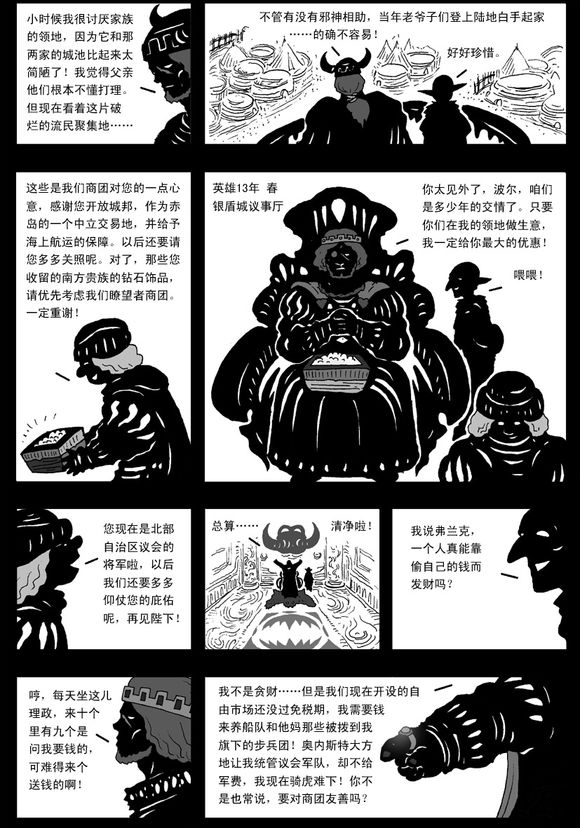 小时候我很讨厌家族
的领地，因为它和那
两家的城池比起来太
简陋了！我觉得父亲
他们根本不懂打理。
但现在看着这片破
烂的流民聚集地……
不管有没有邪神相助，当年老爷子们登上陆地白手起家
……的确不容易！
好好珍惜。
这些是我们商团对您的一点心
意，感谢您开放城邦，作为赤
岛的一个中立交易地，并给予
海上航运的保障。以后还要请
您多多关照呢。对了，那些您
收留的南方贵族的钻石饰品，
请优先考虑我们瞭望者商团。
一定重谢！
英雄13年 春
银盾城议事厅
你太见外了，波尔，咱们
是多少年的交情了。只要
你们在我的领地做生意，
我一定给你最大的优惠！
喂喂！
您现在是北部
自治区议会的
将军啦，以后
我们还要多多
仰仗您的庇佑
呢，再见陛下！
总算……
清净啦！
我说弗兰克，
一个人真能靠
偷自己的钱而
发财吗？
哼，每天坐这儿
理政，来十个
里有九个是
问我要钱的，
可难得来个
送钱的啊！
我不是贪财……但是我们现在开设的自
由市场还没过免税期，我需要钱
来养船队和他妈那些被拨到我
旗下的步兵团！奥内斯特大方
地让我统管议会军队，却不给
军费，我现在骑虎难下！你不
是也常说，要对商团友善吗？